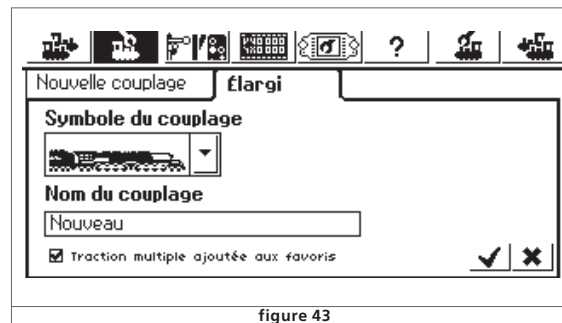 ?
Nouvelle couplage
Élargi
Symbole du couplage
Nom du couplage
Nouveau
Traction multiple ajoutée aux favoris
figure 43